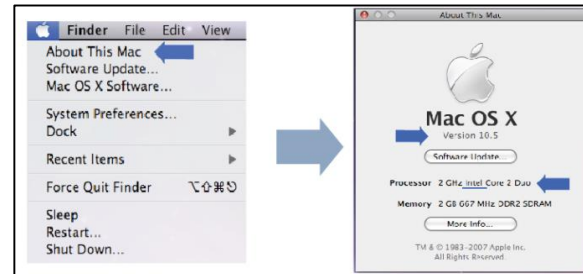 Finder File Edit View
About This Mac
Software Update...
Mac OS X Software...
System Preferences...
Dock
Recent Items
Force Quit Finder ⌥⇧⌘⎋
Sleep
Restart...
Shut Down...
About This Mac
Mac OS X
Version 10.5
Software Update...
Processor 2 GHz Intel Core 2 Duo
Memory 2 GB 667 MHz DDR2 SDRAM
More Info...
TM & © 1983-2007 Apple Inc.
All Rights Reserved.